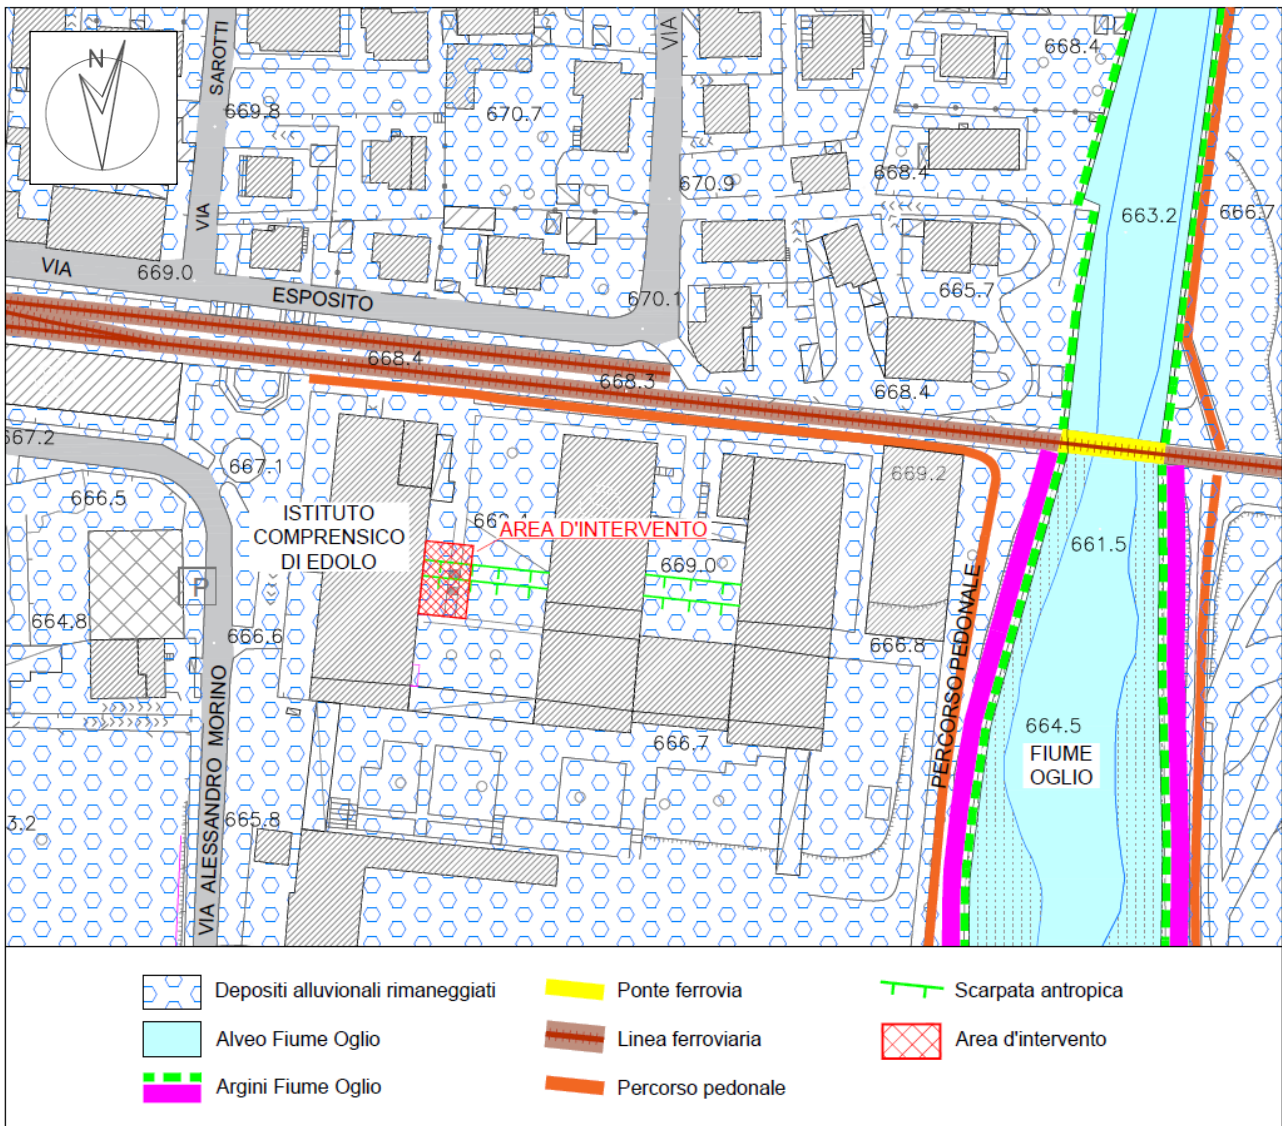 N
VIA SAROTTI
VIA
668.4
669.8
670.7
668.4
670.9
663.2
666.7
VIA ESPOSITO
669.0
665.7
670.1
668.4
668.3
668.4
667.2
667.1
669.2
666.5
ISTITUTO
COMPRENSICO
DI EDOLO
AREA D'INTERVENTO
661.5
669.0
P
664.8
666.6
666.8
PERCORSO PEDONALE
VIA ALESSANDRO MORINO
664.5
666.7
FIUME
OGLIO
3.2
665.8
Depositi alluvionali rimaneggiati
Ponte ferrovia
Scarpata antropica
Alveo Fiume Oglio
Linea ferroviaria
Area d'intervento
Argini Fiume Oglio
Percorso pedonale